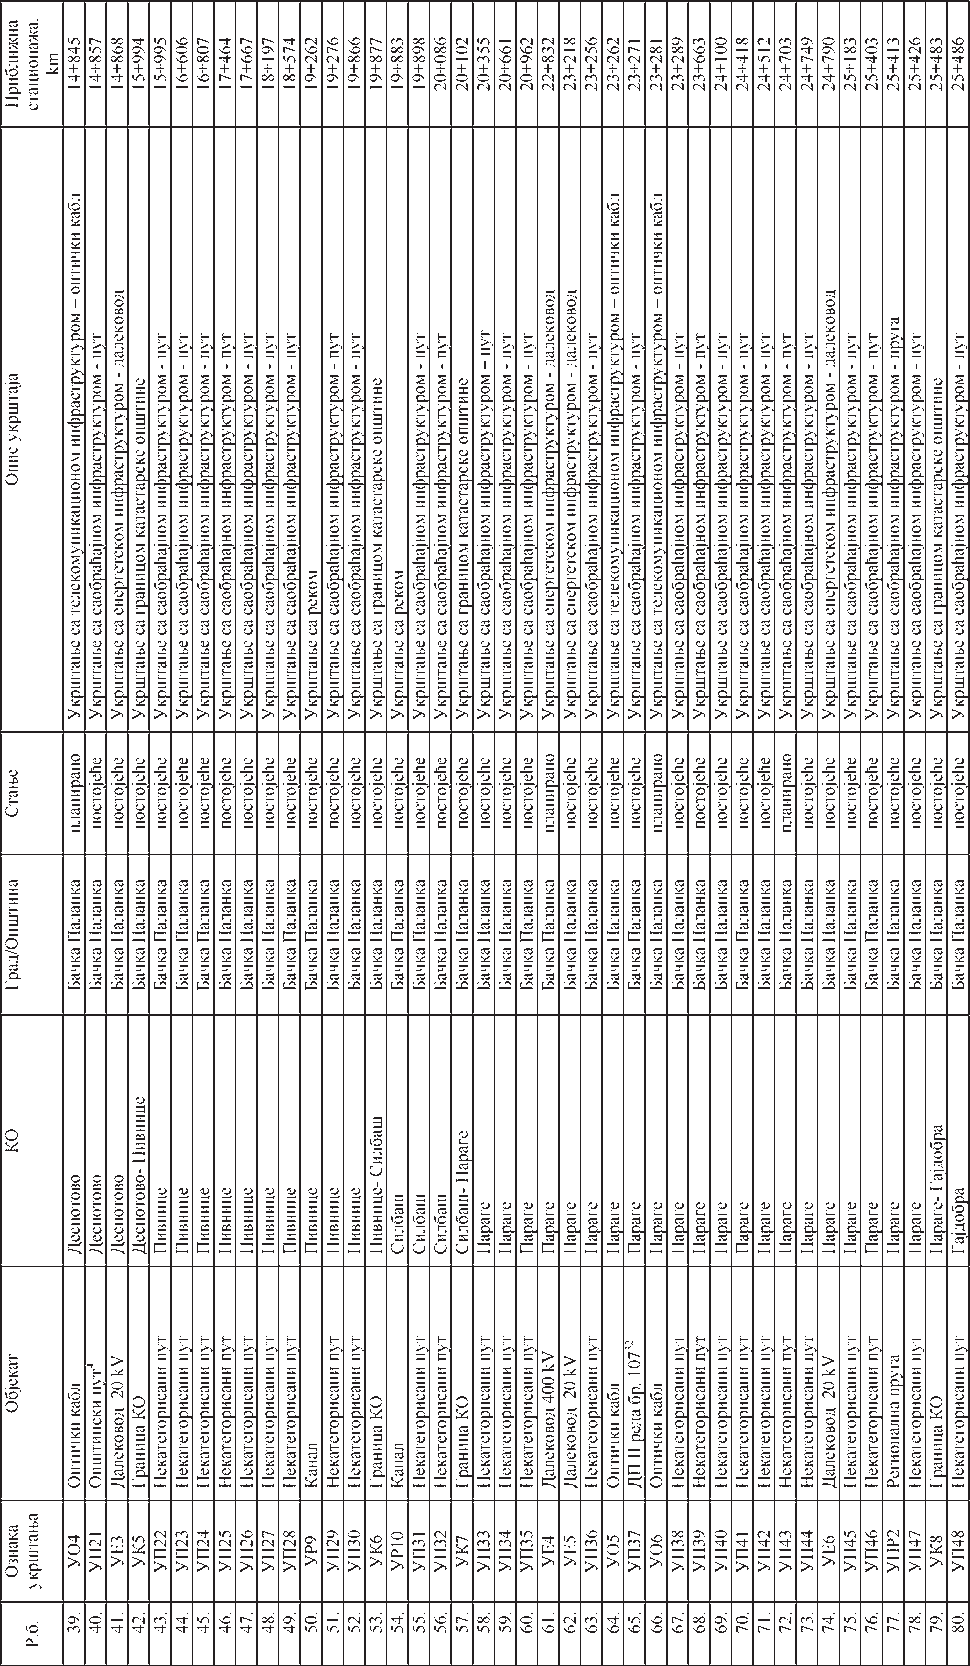 Р.б. Ознака укрштања Објекат КО Град/Општина Стање Опис укрштаја Приближна стационажа. km
39. УО4 Оптички кабл Деспотово Бачка Паланка планирано Укрштање са телекомуникационом инфраструктуром – оптички кабл 14+845
40. УП21 Општински пут⁴ Деспотово Бачка Паланка постојеће Укрштање са саобраћајном инфраструктуром - пут 14+857
41. УЕ3 Далековод 20 kV Деспотово Бачка Паланка постојеће Укрштање са енергетском инфраструктуром - далековод 14+868
42. УК5 Граница КО Деспотово- Пивнице Бачка Паланка постојеће Укрштање са границом катастарске општине 15+994
43. УП22 Некатегорисани пут Пивнице Бачка Паланка постојеће Укрштање са саобраћајном инфраструктуром - пут 15+995
44. УП23 Некатегорисани пут Пивнице Бачка Паланка постојеће Укрштање са саобраћајном инфраструктуром - пут 16+606
45. УП24 Некатегорисани пут Пивнице Бачка Паланка постојеће Укрштање са саобраћајном инфраструктуром - пут 16+807
46. УП25 Некатегорисани пут Пивнице Бачка Паланка постојеће Укрштање са саобраћајном инфраструктуром - пут 17+464
47. УП26 Некатегорисани пут Пивнице Бачка Паланка постојеће Укрштање са саобраћајном инфраструктуром - пут 17+667
48. УП27 Некатегорисани пут Пивнице Бачка Паланка постојеће Укрштање са саобраћајном инфраструктуром - пут 18+197
49. УП28 Некатегорисани пут Пивнице Бачка Паланка постојеће Укрштање са саобраћајном инфраструктуром - пут 18+574
50. УР9 Канал Пивнице Бачка Паланка постојеће Укрштање са реком 19+262
51. УП29 Некатегорисани пут Пивнице Бачка Паланка постојеће Укрштање са саобраћајном инфраструктуром - пут 19+276
52. УП30 Некатегорисани пут Пивнице Бачка Паланка постојеће Укрштање са саобраћајном инфраструктуром - пут 19+866
53. УК6 Граница КО Пивнице- Силбаш Бачка Паланка постојеће Укрштање са границом катастарске општине 19+877
54. УР10 Канал Силбаш Бачка Паланка постојеће Укрштање са реком 19+883
55. УП31 Некатегорисани пут Силбаш Бачка Паланка постојеће Укрштање са саобраћајном инфраструктуром - пут 19+898
56. УП32 Некатегорисани пут Силбаш Бачка Паланка постојеће Укрштање са саобраћајном инфраструктуром - пут 20+086
57. УК7 Граница КО Силбаш- Параге Бачка Паланка постојеће Укрштање са границом катастарске општине 20+102
58. УП33 Некатегорисани пут Параге Бачка Паланка постојеће Укрштање са саобраћајном инфраструктуром – пут 20+355
59. УП34 Некатегорисани пут Параге Бачка Паланка постојеће Укрштање са саобраћајном инфраструктуром - пут 20+661
60. УП35 Некатегорисани пут Параге Бачка Паланка постојеће Укрштање са саобраћајном инфраструктуром - пут 20+962
61. УЕ4 Далековод 400 kV Параге Бачка Паланка планирано Укрштање са енергетском инфраструктуром - далековод 22+832
62. УЕ5 Далековод 20 kV Параге Бачка Паланка постојеће Укрштање са енергетском инфраструктуром - далековод 23+218
63. УП36 Некатегорисани пут Параге Бачка Паланка постојеће Укрштање са саобраћајном инфраструктуром - пут 23+256
64. УО5 Оптички кабл Параге Бачка Паланка постојеће Укрштање са телекомуникационом инфраструктуром – оптички кабл 23+262
65. УП37 ДП II реда бр. 107³² Параге Бачка Паланка постојеће Укрштање са саобраћајном инфраструктуром - пут 23+271
66. УО6 Оптички кабл Параге Бачка Паланка планирано Укрштање са телекомуникационом инфраструктуром – оптички кабл 23+281
67. УП38 Некатегорисани пут Параге Бачка Паланка постојеће Укрштање са саобраћајном инфраструктуром - пут 23+289
68. УП39 Некатегорисани пут Параге Бачка Паланка постојеће Укрштање са саобраћајном инфраструктуром - пут 23+663
69. УП40 Некатегорисани пут Параге Бачка Паланка постојеће Укрштање са саобраћајном инфраструктуром - пут 24+100
70. УП41 Некатегорисани пут Параге Бачка Паланка постојеће Укрштање са саобраћајном инфраструктуром - пут 24+418
71. УП42 Некатегорисани пут Параге Бачка Паланка постојеће Укрштање са саобраћајном инфраструктуром - пут 24+512
72. УП43 Некатегорисани пут Параге Бачка Паланка планирано Укрштање са саобраћајном инфраструктуром - пут 24+703
73. УП44 Некатегорисани пут Параге Бачка Паланка постојеће Укрштање са саобраћајном инфраструктуром - пут 24+749
74. УЕ6 Далековод 20 kV Параге Бачка Паланка постојеће Укрштање са енергетском инфраструктуром - далековод 24+790
75. УП45 Некатегорисани пут Параге Бачка Паланка постојеће Укрштање са саобраћајном инфраструктуром - пут 25+183
76. УП46 Некатегорисани пут Параге Бачка Паланка постојеће Укрштање са саобраћајном инфраструктуром - пут 25+403
77. УПР2 Регионална пруга Параге Бачка Паланка постојеће Укрштање са саобраћајном инфраструктуром - пруга 25+413
78. УП47 Некатегорисани пут Параге Бачка Паланка постојеће Укрштање са саобраћајном инфраструктуром - пут 25+426
79. УК8 Граница КО Параге- Гајдобра Бачка Паланка постојеће Укрштање са границом катастарске општине 25+483
80. УП48 Некатегорисани пут Гајдобра Бачка Паланка постојеће Укрштање са саобраћајном инфраструктуром - пут 25+486